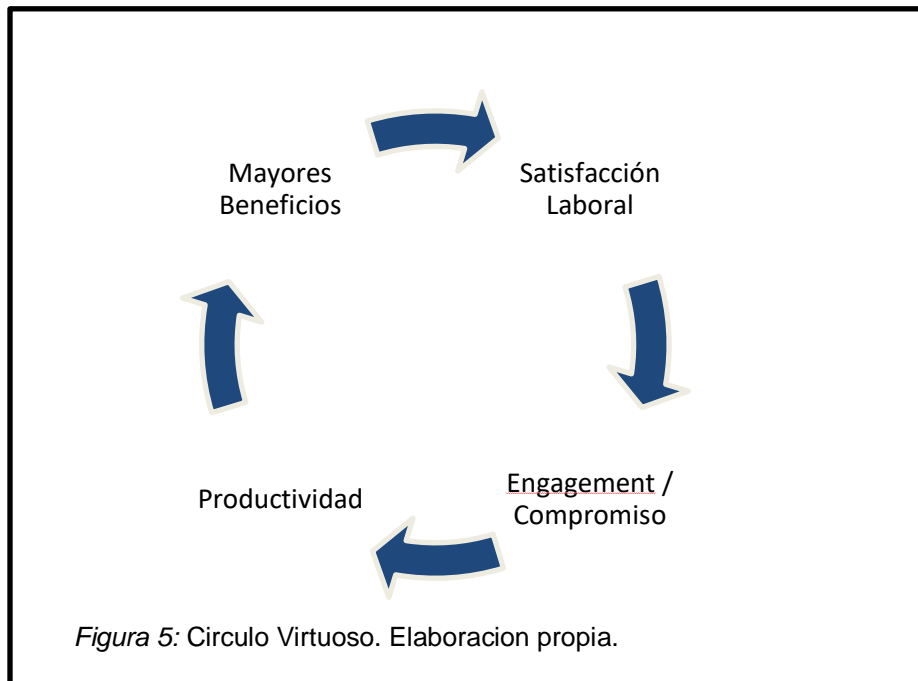 Mayores
Beneficios
Satisfacción
Laboral
Engagement /
Compromiso
Productividad
Figura 5: Circulo Virtuoso. Elaboracion propia.